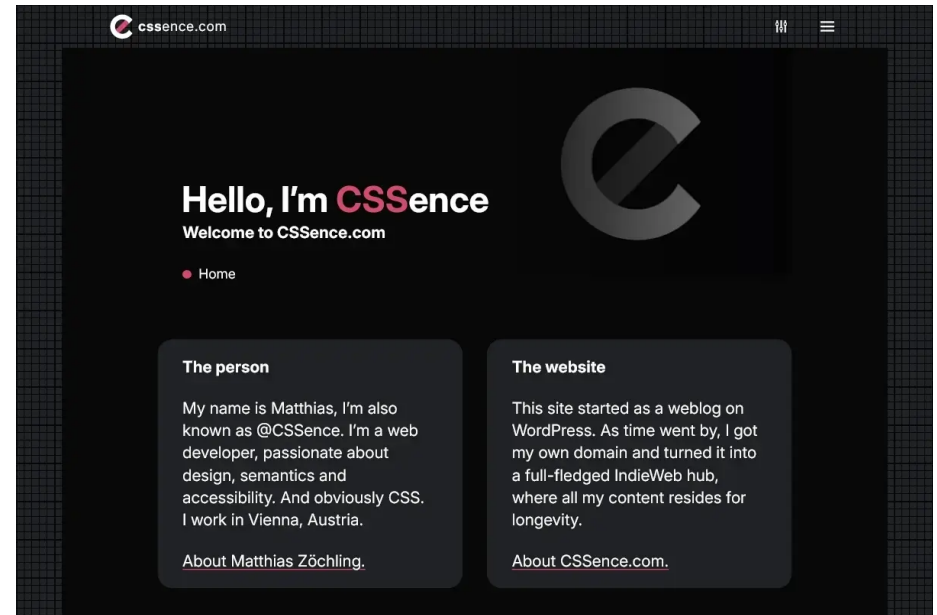 cssence.com
Hello, I’m CSSence
Welcome to CSSence.com
Home
The person
My name is Matthias, I’m also
known as @CSSence. I’m a web
developer, passionate about
design, semantics and
accessibility. And obviously CSS.
I work in Vienna, Austria.
About Matthias Zöchling.
The website
This site started as a weblog on
WordPress. As time went by, I got
my own domain and turned it into
a full-fledged IndieWeb hub,
where all my content resides for
longevity.
About CSSence.com.